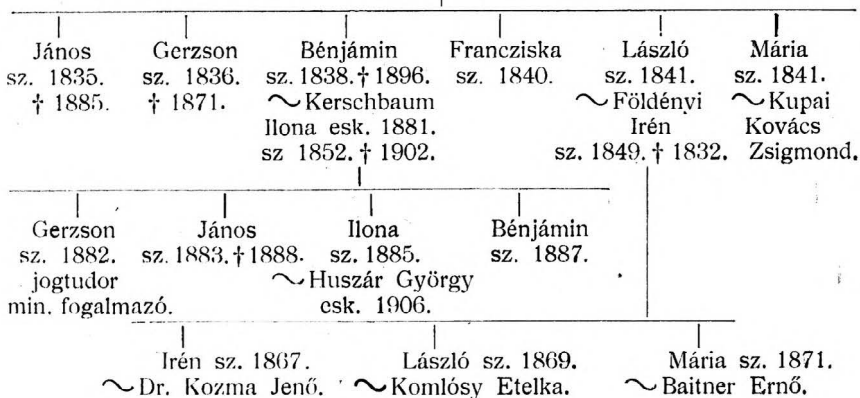 János Gerzson Bénjámin Francziska László Mária
sz. 1835. sz. 1836. sz. 1838. † 1896. sz. 1840. sz. 1841. sz. 1841.
† 1885. † 1871. ~ Kerschbaum ~ Földényi ~ Kupai
Ilona esk. 1881. Irén Kovács
sz 1852. † 1902. sz. 1849. † 1832. Zsigmond.
Gerzson János Ilona Bénjámin
sz. 1882. sz. 1883. † 1888. sz. 1885. sz. 1887.
jogtudor ~ Huszár György
min. fogalmazó. esk. 1906.
Irén sz. 1867. László sz. 1869. Mária sz. 1871.
~ Dr. Kozma Jenő. ~ Komlósy Etelka. ~ Baitner Ernő.